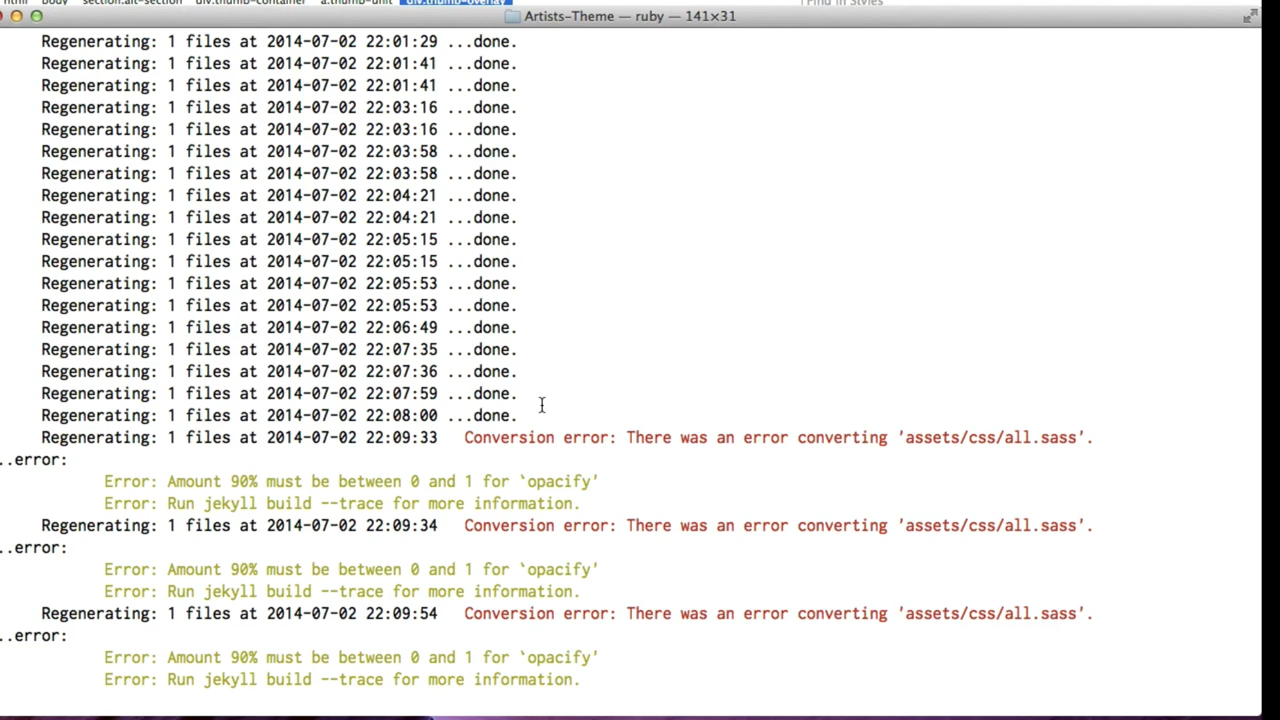 html body section.alt-section div.thumb-container a.thumb-unit div.thumb-overlay Find in Styles
Artists-Theme — ruby — 141×31
Regenerating: 1 files at 2014-07-02 22:01:29 ...done.
Regenerating: 1 files at 2014-07-02 22:01:41 ...done.
Regenerating: 1 files at 2014-07-02 22:01:41 ...done.
Regenerating: 1 files at 2014-07-02 22:03:16 ...done.
Regenerating: 1 files at 2014-07-02 22:03:16 ...done.
Regenerating: 1 files at 2014-07-02 22:03:58 ...done.
Regenerating: 1 files at 2014-07-02 22:03:58 ...done.
Regenerating: 1 files at 2014-07-02 22:04:21 ...done.
Regenerating: 1 files at 2014-07-02 22:04:21 ...done.
Regenerating: 1 files at 2014-07-02 22:05:15 ...done.
Regenerating: 1 files at 2014-07-02 22:05:15 ...done.
Regenerating: 1 files at 2014-07-02 22:05:53 ...done.
Regenerating: 1 files at 2014-07-02 22:05:53 ...done.
Regenerating: 1 files at 2014-07-02 22:06:49 ...done.
Regenerating: 1 files at 2014-07-02 22:07:35 ...done.
Regenerating: 1 files at 2014-07-02 22:07:36 ...done.
Regenerating: 1 files at 2014-07-02 22:07:59 ...done.
Regenerating: 1 files at 2014-07-02 22:08:00 ...done.
Regenerating: 1 files at 2014-07-02 22:09:33 Conversion error: There was an error converting 'assets/css/all.sass'.
..error:
Error: Amount 90% must be between 0 and 1 for `opacify'
Error: Run jekyll build --trace for more information.
Regenerating: 1 files at 2014-07-02 22:09:34 Conversion error: There was an error converting 'assets/css/all.sass'.
..error:
Error: Amount 90% must be between 0 and 1 for `opacify'
Error: Run jekyll build --trace for more information.
Regenerating: 1 files at 2014-07-02 22:09:54 Conversion error: There was an error converting 'assets/css/all.sass'.
..error:
Error: Amount 90% must be between 0 and 1 for `opacify'
Error: Run jekyll build --trace for more information.